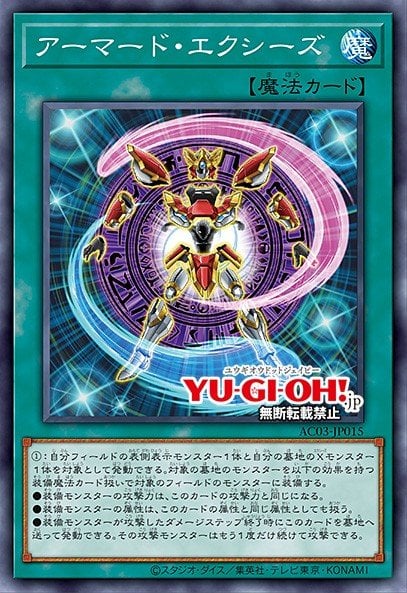 アーマード・エクシーズ
魔
【魔法カード】
ユウギオウドットジェイピー
YU-GI-OH!.jp
無断転載禁止
AC03-JP015
①：自分フィールドの表側表示モンスター1体と自分の墓地のXモンスター
1体を対象として発動できる。対象の墓地のモンスターを以下の効果を持つ
装備魔法カード扱いで対象のフィールドのモンスターに装備する。
●装備モンスターの攻撃力は、このカードの攻撃力と同じになる。
●装備モンスターの属性は、このカードの属性と同じ属性としても扱う。
●装備モンスターが攻撃したダメージステップ終了時にこのカードを墓地へ
送って発動できる。その攻撃モンスターはもう1度だけ続けて攻撃できる。
©スタジオ・ダイス／集英社・テレビ東京・KONAMI